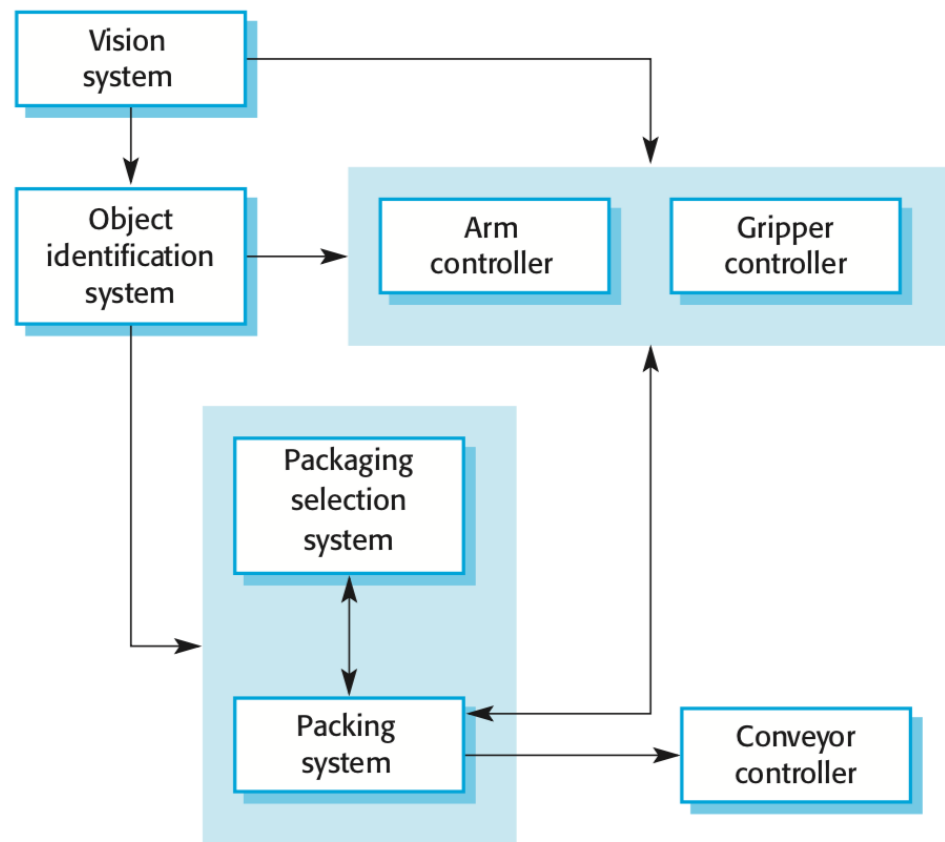 Vision
system
Object
identification
system
Arm
controller
Gripper
controller
Packaging
selection
system
Packing
system
Conveyor
controller